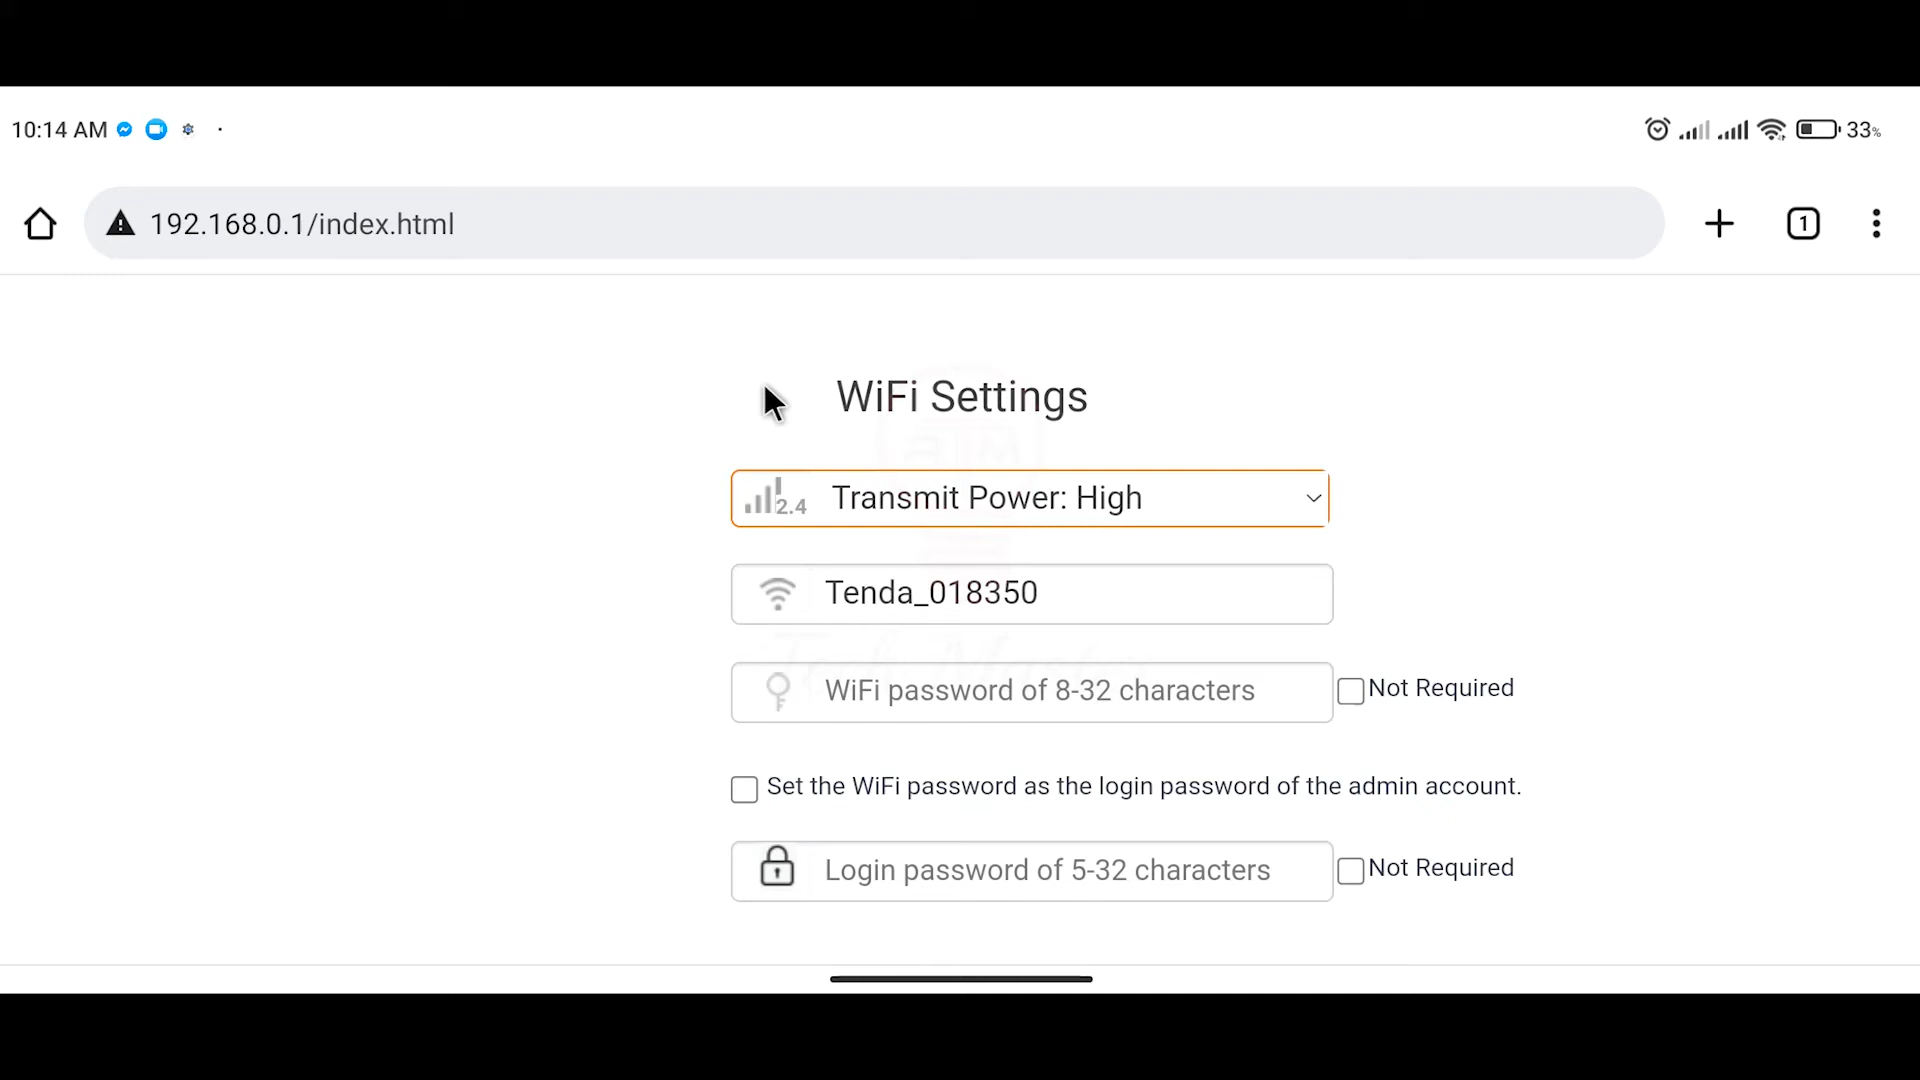 10:14 AM
33%
192.168.0.1/index.html
1
WiFi Settings
2.4 Transmit Power: High
Tenda_018350
WiFi password of 8-32 characters Not Required
Set the WiFi password as the login password of the admin account.
Login password of 5-32 characters Not Required